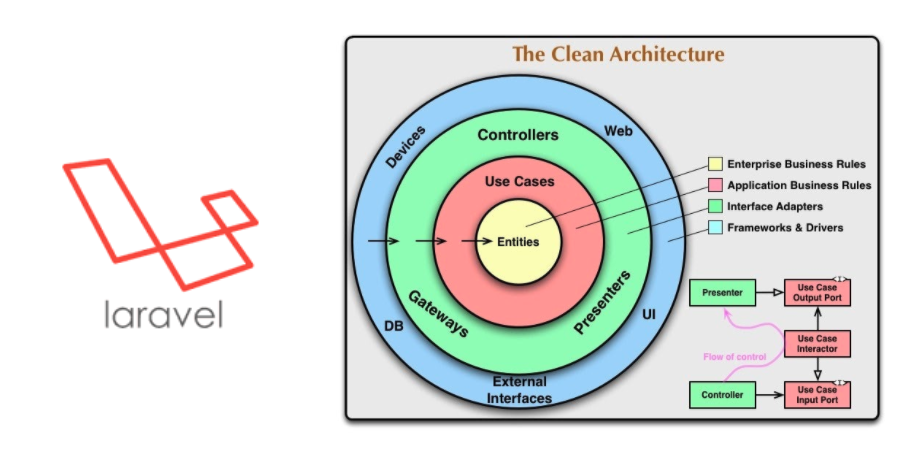 laravel
The Clean Architecture
Devices
Web
Controllers
Use Cases
Entities
Gateways
Presenters
DB
UI
External
Interfaces
Enterprise Business Rules
Application Business Rules
Interface Adapters
Frameworks & Drivers
Presenter
Use Case
Output Port
Use Case
Interactor
Flow of control
Controller
Use Case
Input Port